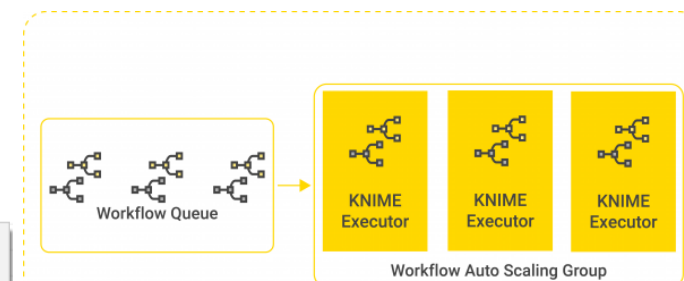 Workflow Queue
KNIME
Executor
KNIME
Executor
KNIME
Executor
Workflow Auto Scaling Group